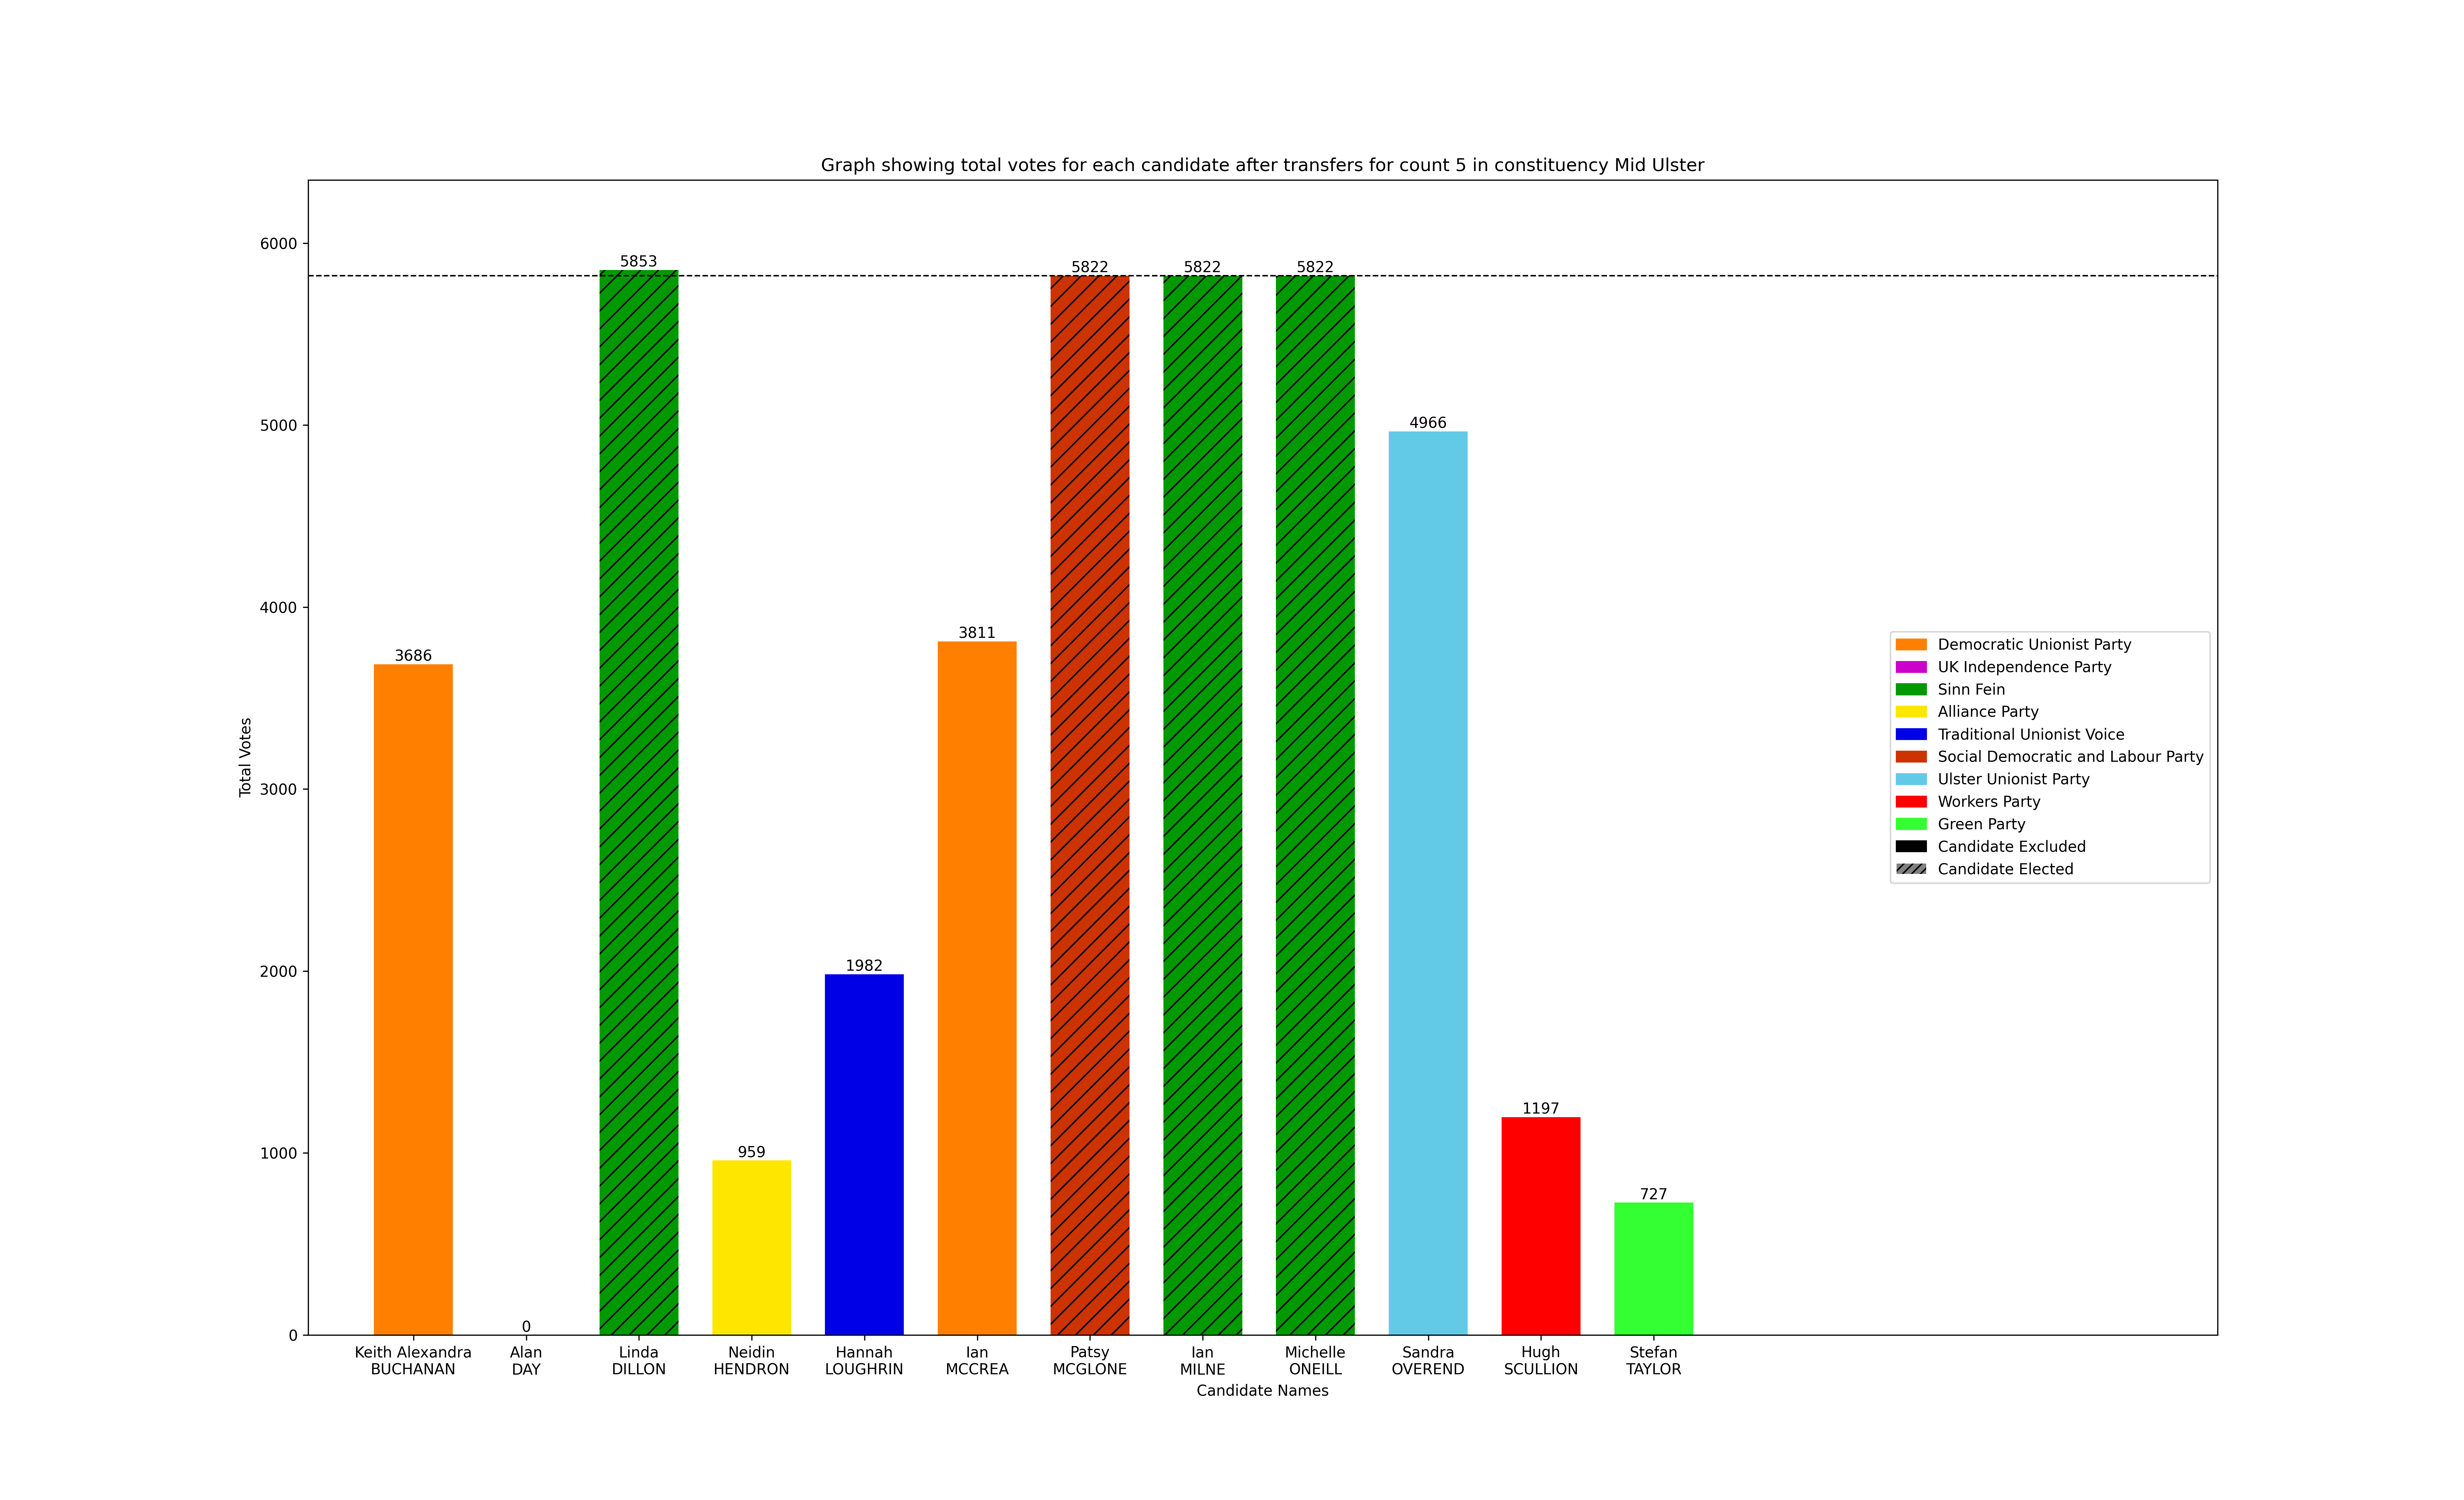 Graph showing total votes for each candidate after transfers for count 5 in constituency Mid Ulster
6000
5000
4000
3000
2000
1000
0
Total Votes
3686
0
5853
959
1982
3811
5822
5822
5822
4966
1197
727
Keith Alexandra
BUCHANAN
Alan
DAY
Linda
DILLON
Neidin
HENDRON
Hannah
LOUGHRIN
Ian
MCCREA
Patsy
MCGLONE
Ian
MILNE
Michelle
ONEILL
Sandra
OVEREND
Hugh
SCULLION
Stefan
TAYLOR
Candidate Names
Democratic Unionist Party
UK Independence Party
Sinn Fein
Alliance Party
Traditional Unionist Voice
Social Democratic and Labour Party
Ulster Unionist Party
Workers Party
Green Party
Candidate Excluded
Candidate Elected